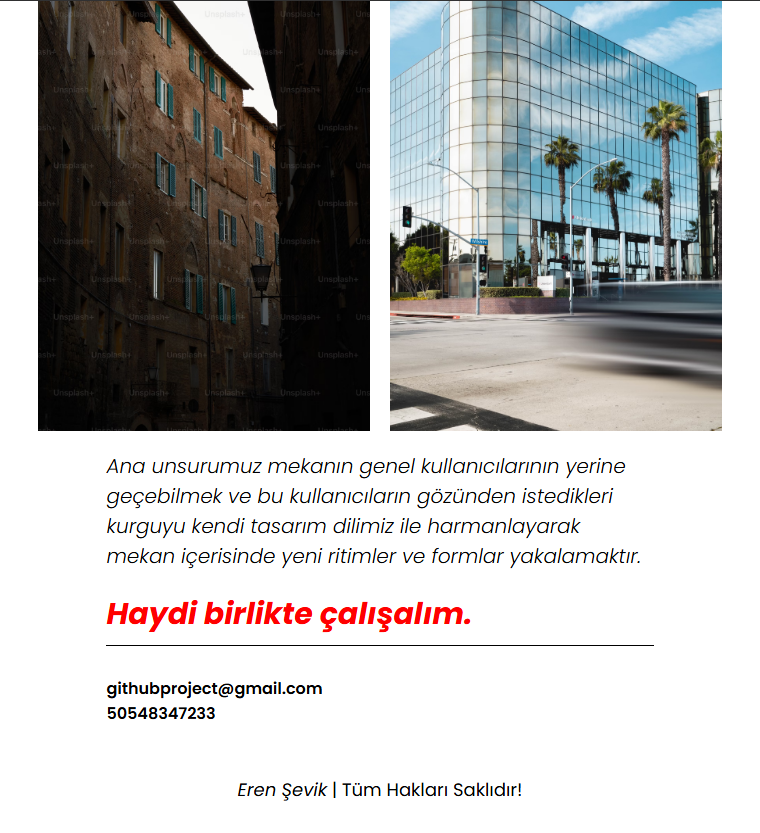 Unsplash+
Ana unsurumuz mekanın genel kullanıcılarının yerine
geçebilmek ve bu kullanıcıların gözünden istedikleri
kurguyu kendi tasarım dilimiz ile harmanlayarak
mekan içerisinde yeni ritimler ve formlar yakalamaktır.
Haydi birlikte çalışalım.
githubproject@gmail.com
50548347233
Eren Şevik | Tüm Hakları Saklıdır!